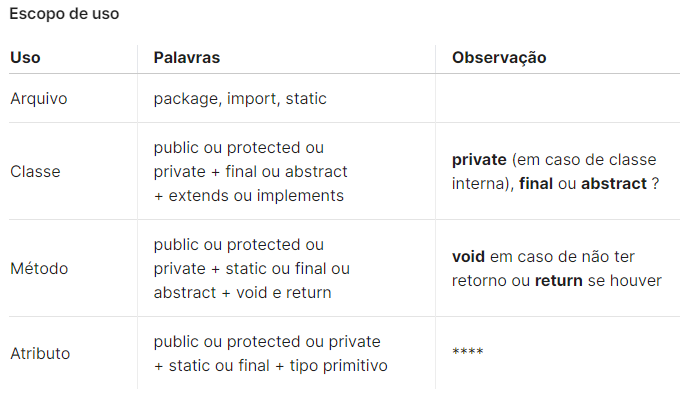 Escopo de uso
Uso Palavras Observação
Arquivo package, import, static
Classe
public ou protected ou
private + final ou abstract
+ extends ou implements
private (em caso de classe
interna), final ou abstract ?
Método
public ou protected ou
private + static ou final ou
abstract + void e return
void em caso de não ter
retorno ou return se houver
Atributo
public ou protected ou private
+ static ou final + tipo primitivo
****